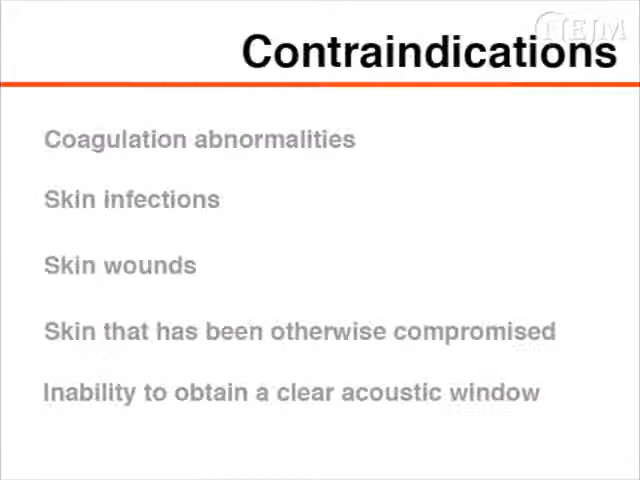 NEJM
Contraindications
Coagulation abnormalities
Skin infections
Skin wounds
Skin that has been otherwise compromised
Inability to obtain a clear acoustic window